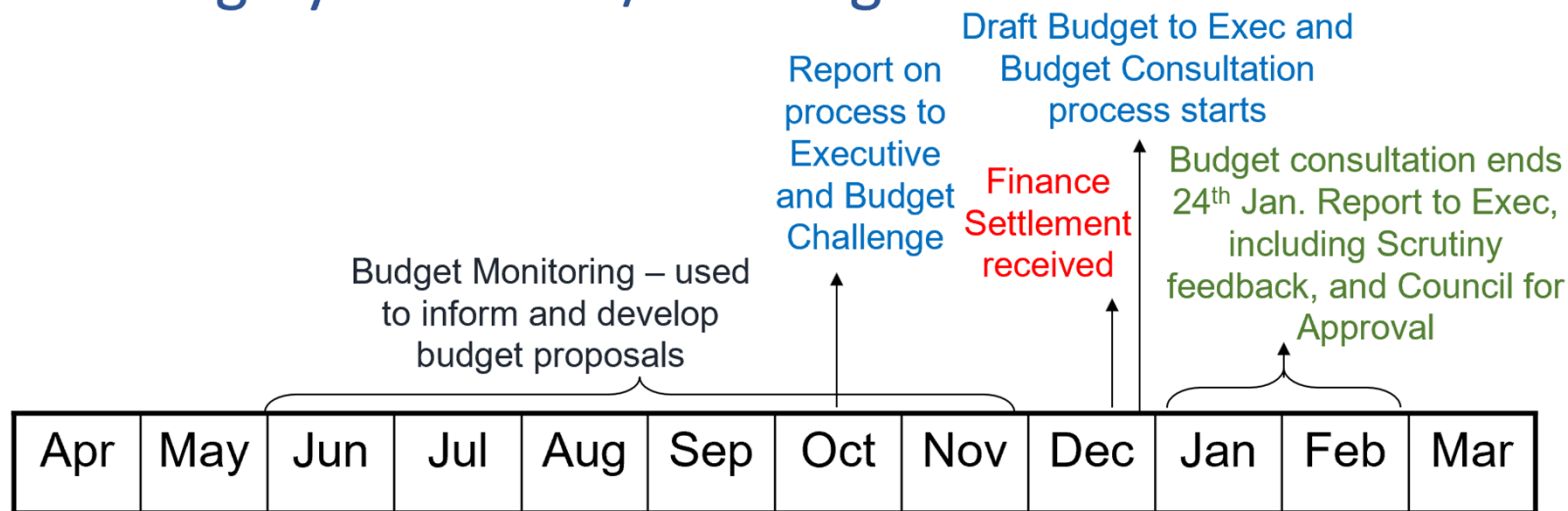 Draft Budget to Exec and
Budget Consultation
process starts
Report on
process to
Executive
and Budget
Challenge
Finance
Settlement
received
Budget consultation ends
24th Jan. Report to Exec,
including Scrutiny
feedback, and Council for
Approval
Budget Monitoring – used
to inform and develop
budget proposals
Apr May Jun Jul Aug Sep Oct Nov Dec Jan Feb Mar